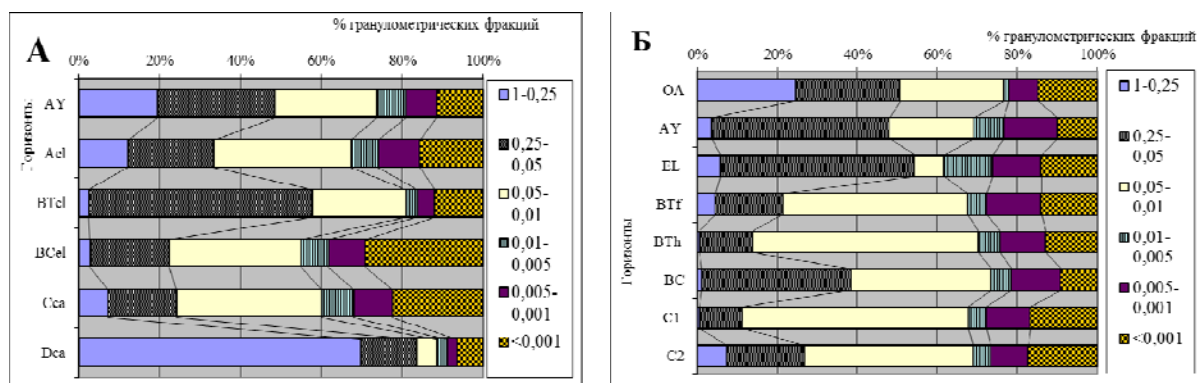 % гранулометрических фракций
А
0% 20% 40% 60% 80% 100%
Горизонты
AY
Ael
BTel
BCel
Cca
Dca
1-0,25
0,25-
0,05
0,05-
0,01
0,01-
0,005
0,005-
0,001
<0,001
% гранулометрических фракций
Б
0% 20% 40% 60% 80% 100%
Горизонты
OA
AY
EL
BTf
BTh
BC
C1
C2
1-0,25
0,25-
0,05
0,05-
0,01
0,01-
0,005
0,005-
0,001
<0,001